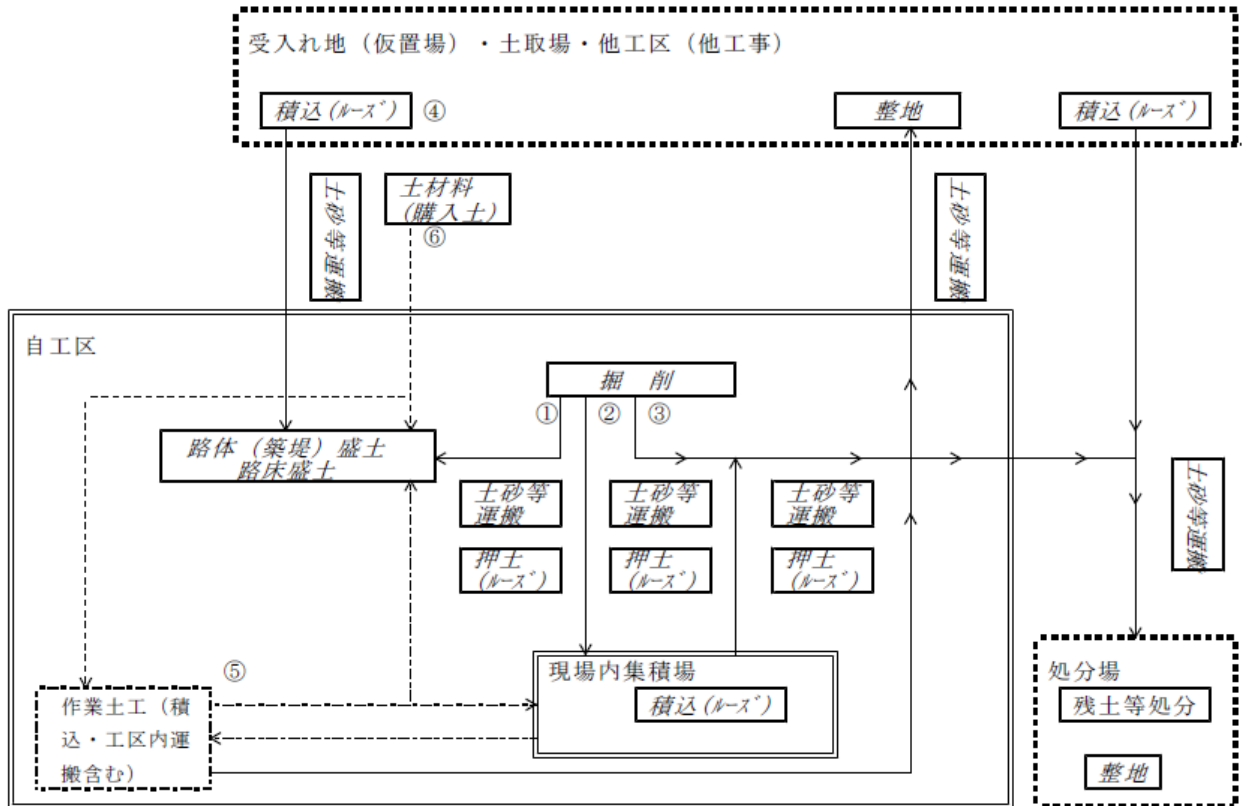 受入れ地（仮置場）・土取場・他工区（他工事）
積込(ﾙｰｽﾞ)
④
整地
積込(ﾙｰｽﾞ)
土砂等運搬
土材料
(購入土)
⑥
土砂等運搬
自工区
掘 削
①
②
③
路体（築堤）盛土
路床盛土
土砂等
運搬
土砂等
運搬
土砂等
運搬
土砂等運搬
押土
(ﾙｰｽﾞ)
押土
(ﾙｰｽﾞ)
押土
(ﾙｰｽﾞ)
⑤
現場内集積場
積込(ﾙｰｽﾞ)
作業土工（積
込・工区内運
搬含む）
処分場
残土等処分
整地